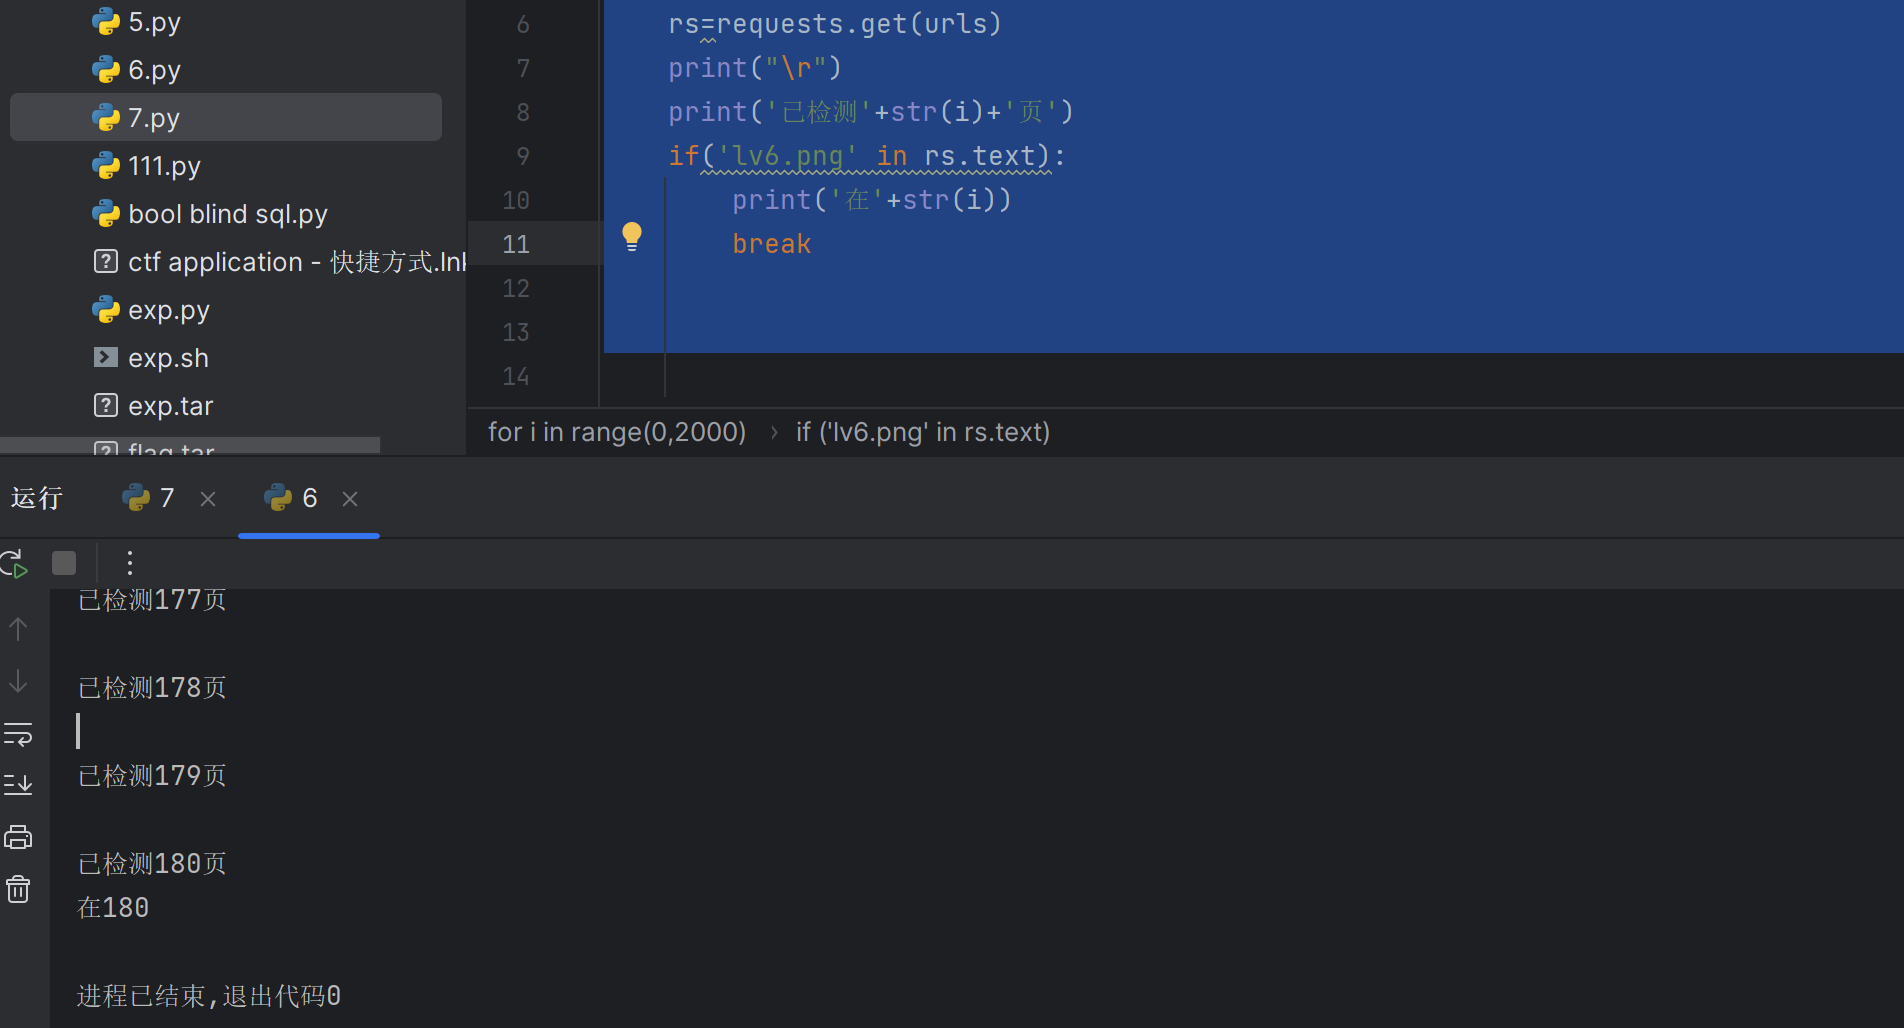 5.py
6.py
7.py
111.py
bool blind sql.py
ctf application - 快捷方式.lnk
exp.py
exp.sh
exp.tar
flag.tar
6 rs=requests.get(urls)
7 print("\r")
8 print('已检测'+str(i)+'页')
9 if('lv6.png' in rs.text):
10 print('在'+str(i))
11 break
12
13
14
for i in range(0,2000) › if ('lv6.png' in rs.text)
运行 7 × 6 ×
已检测177页
已检测178页
已检测179页
已检测180页
在180
进程已结束,退出代码0